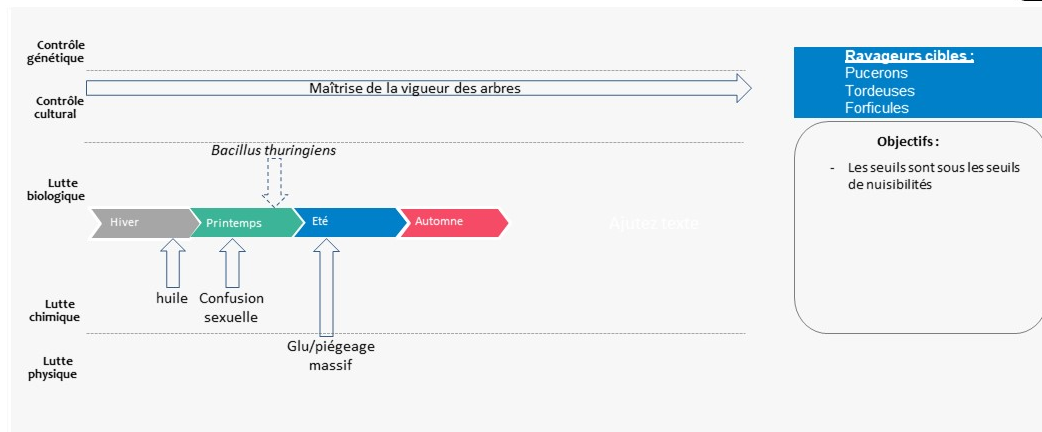 Contrôle
génétique
Maîtrise de la vigueur des arbres
Contrôle
cultural
Bacillus thuringiens
Lutte
biologique
Hiver
Printemps
Eté
Automne
Ajutez texte
huile
Confusion
sexuelle
Lutte
chimique
Glu/piégeage
massif
Lutte
physique
Ravageurs cibles :
Pucerons
Tordeuses
Forficules
Objectifs :
- Les seuils sont sous les seuils
de nuisibilités